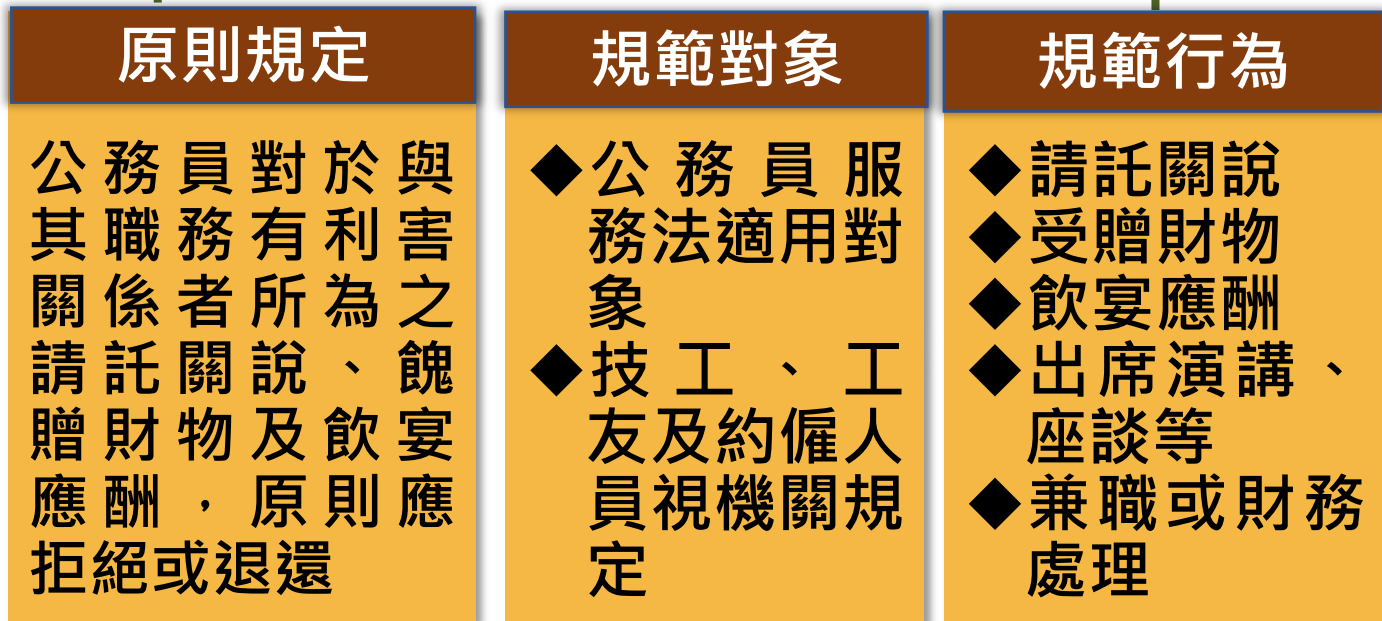 原則規定
公務員對於與
其職務有利害
關係者所為之
請託關說、餽
贈財物及飲宴
應酬，原則應
拒絕或退還
規範對象
◆公務員服
務法適用對
象
◆技工、工
友及約僱人
員視機關規
定
規範行為
◆請託關說
◆受贈財物
◆飲宴應酬
◆出席演講、
座談等
◆兼職或財務
處理